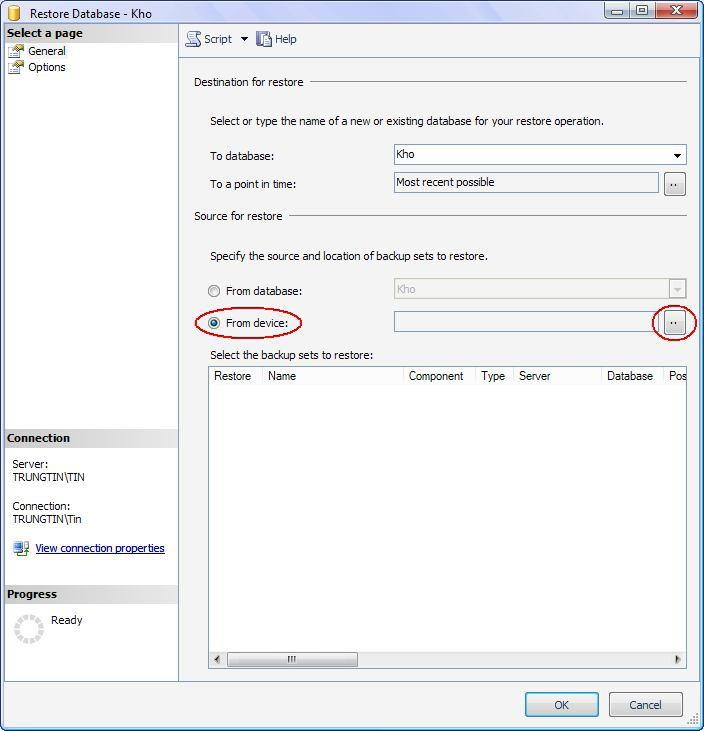 Restore Database - Kho
Select a page
General
Options
Script
Help
Destination for restore
Select or type the name of a new or existing database for your restore operation.
To database:
Kho
To a point in time:
Most recent possible
..
Source for restore
Specify the source and location of backup sets to restore.
From database:
Kho
From device:
..
Select the backup sets to restore:
Restore Name Component Type Server Database Pos
Connection
Server:
TRUNGTIN\TIN
Connection:
TRUNGTIN\Tin
View connection properties
Progress
Ready
OK
Cancel